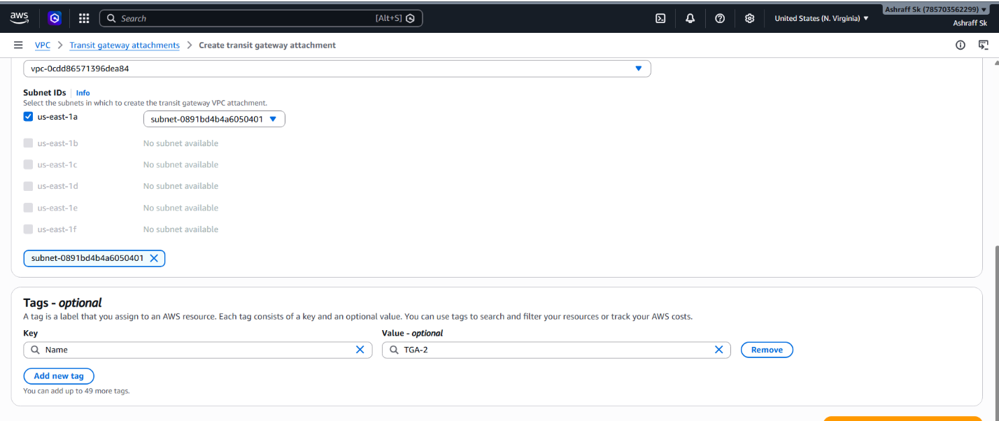 aws
Search
[Alt+S]
United States (N. Virginia)
Ashraff Sk (785703562299)
Ashraff Sk
VPC > Transit gateway attachments > Create transit gateway attachment
vpc-0cdd86571396dea84
Subnet IDs Info
Select the subnets in which to create the transit gateway VPC attachment.
us-east-1a subnet-0891bd4b4a6050401
us-east-1b No subnet available
us-east-1c No subnet available
us-east-1d No subnet available
us-east-1e No subnet available
us-east-1f No subnet available
subnet-0891bd4b4a6050401
Tags - optional
A tag is a label that you assign to an AWS resource. Each tag consists of a key and an optional value. You can use tags to search and filter your resources or track your AWS costs.
Key Value - optional
Name TGA-2 Remove
Add new tag
You can add up to 49 more tags.